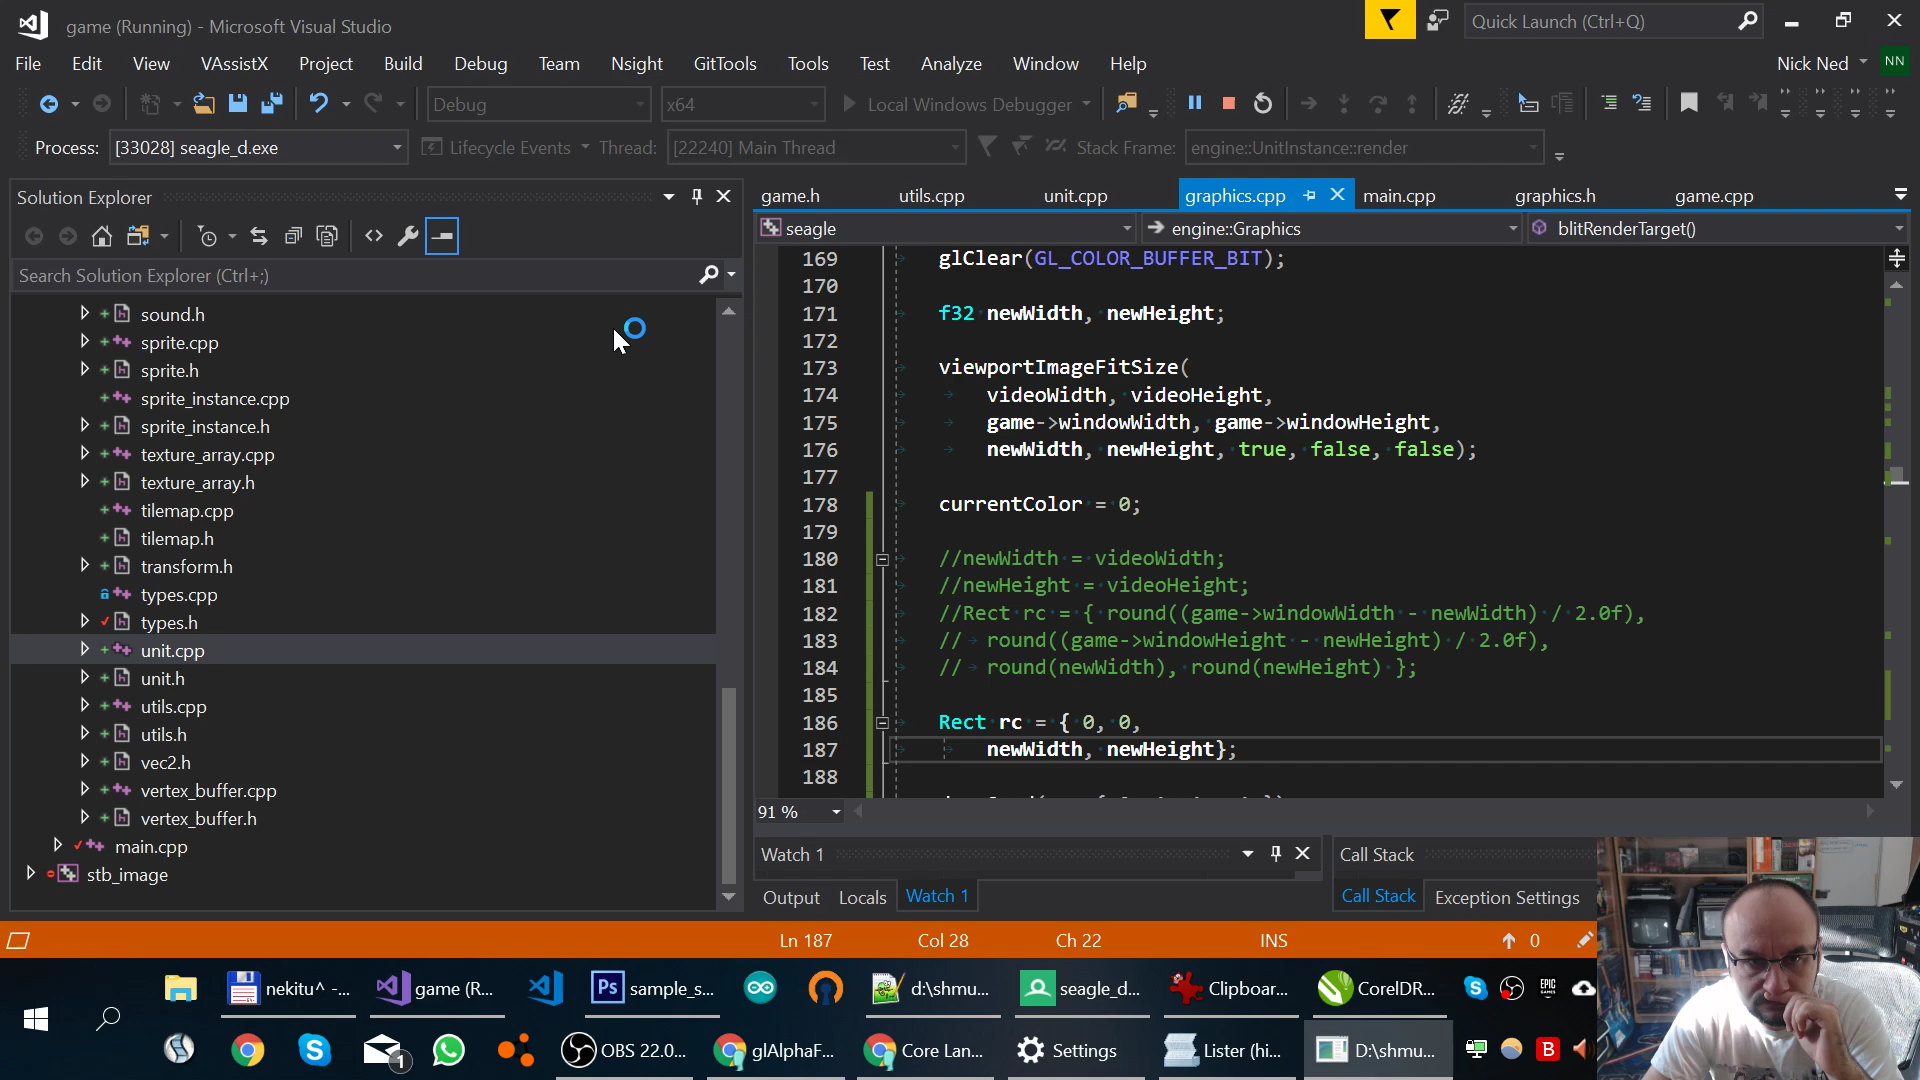 game (Running) - Microsoft Visual Studio
Quick Launch (Ctrl+Q)
File Edit View VAssistX Project Build Debug Team Nsight GitTools Tools Test Analyze Window Help
Nick Ned NN
Debug x64 Local Windows Debugger
Process: [33028] seagle_d.exe Lifecycle Events Thread: [22240] Main Thread Stack Frame: engine::UnitInstance::render
Solution Explorer
Search Solution Explorer (Ctrl+;)
sound.h
sprite.cpp
sprite.h
sprite_instance.cpp
sprite_instance.h
texture_array.cpp
texture_array.h
tilemap.cpp
tilemap.h
transform.h
types.cpp
types.h
unit.cpp
unit.h
utils.cpp
utils.h
vec2.h
vertex_buffer.cpp
vertex_buffer.h
main.cpp
stb_image
game.h utils.cpp unit.cpp graphics.cpp main.cpp graphics.h game.cpp
seagle engine::Graphics blitRenderTarget()
169 glClear(GL_COLOR_BUFFER_BIT);
170
171 f32 newWidth, newHeight;
172
173 viewportImageFitSize(
174 videoWidth, videoHeight,
175 game->windowWidth, game->windowHeight,
176 newWidth, newHeight, true, false, false);
177
178 currentColor = 0;
179
180 //newWidth = videoWidth;
181 //newHeight = videoHeight;
182 //Rect rc = { round((game->windowWidth - newWidth) / 2.0f),
183 // round((game->windowHeight - newHeight) / 2.0f),
184 // round(newWidth), round(newHeight) };
185
186 Rect rc = { 0, 0,
187 newWidth, newHeight};
188
91 %
Watch 1
Output Locals Watch 1
Call Stack
Call Stack Exception Settings
Ln 187 Col 28 Ch 22 INS 0
nekitu^ -... game (R... Ps sample_s... d:\shmu... seagle_d... Clipboar... CorelDR... EPIC GAMES
1 OBS 22.0... glAlphaF... Core Lan... Settings Lister (hi... D:\shmu... B